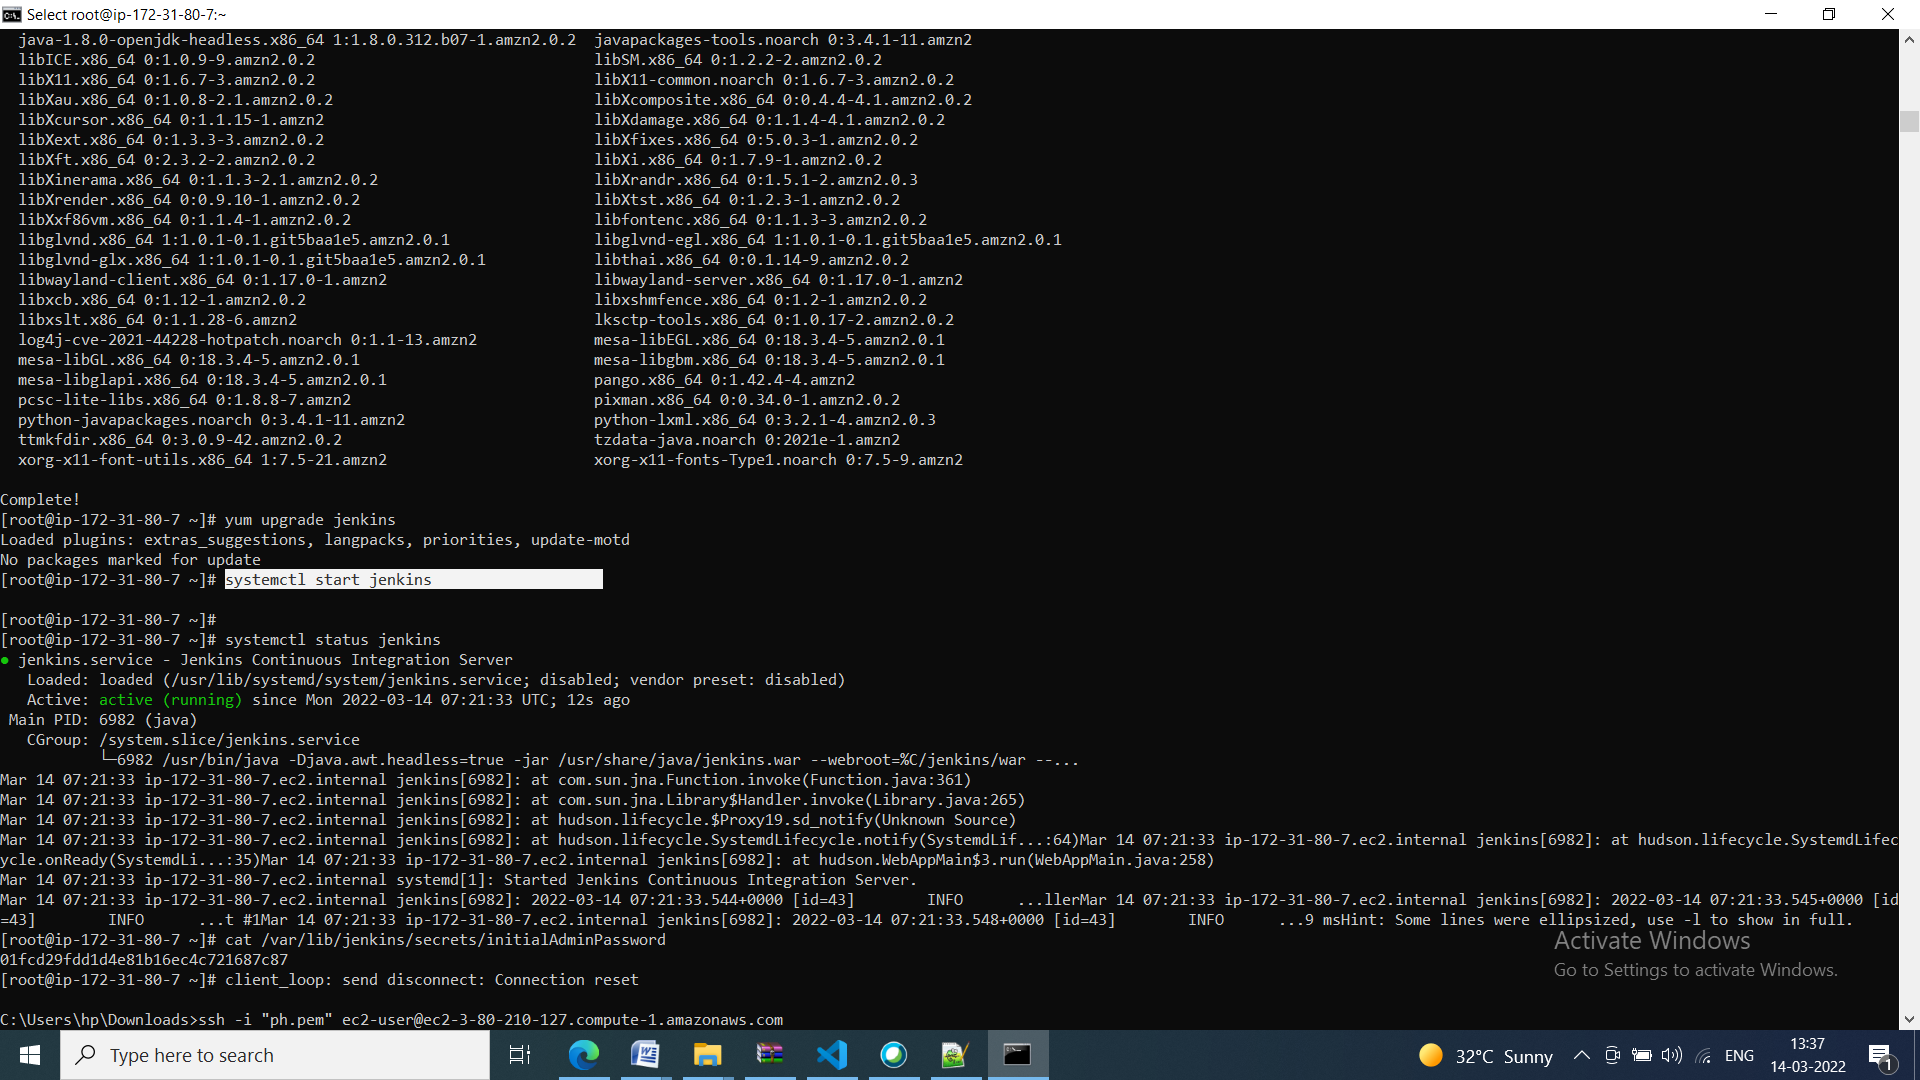 Select root@ip-172-31-80-7:~
java-1.8.0-openjdk-headless.x86_64 1:1.8.0.312.b07-1.amzn2.0.2  javapackages-tools.noarch 0:3.4.1-11.amzn2
libICE.x86_64 0:1.0.9-9.amzn2.0.2  libSM.x86_64 0:1.2.2-2.amzn2.0.2
libX11.x86_64 0:1.6.7-3.amzn2.0.2  libX11-common.noarch 0:1.6.7-3.amzn2.0.2
libXau.x86_64 0:1.0.8-2.1.amzn2.0.2  libXcomposite.x86_64 0:0.4.4-4.1.amzn2.0.2
libXcursor.x86_64 0:1.1.15-1.amzn2  libXdamage.x86_64 0:1.1.4-4.1.amzn2.0.2
libXext.x86_64 0:1.3.3-3.amzn2.0.2  libXfixes.x86_64 0:5.0.3-1.amzn2.0.2
libXft.x86_64 0:2.3.2-2.amzn2.0.2  libXi.x86_64 0:1.7.9-1.amzn2.0.2
libXinerama.x86_64 0:1.1.3-2.1.amzn2.0.2  libXrandr.x86_64 0:1.5.1-2.amzn2.0.3
libXrender.x86_64 0:0.9.10-1.amzn2.0.2  libXtst.x86_64 0:1.2.3-1.amzn2.0.2
libXxf86vm.x86_64 0:1.1.4-1.amzn2.0.2  libfontenc.x86_64 0:1.1.3-3.amzn2.0.2
libglvnd.x86_64 1:1.0.1-0.1.git5baa1e5.amzn2.0.1  libglvnd-egl.x86_64 1:1.0.1-0.1.git5baa1e5.amzn2.0.1
libglvnd-glx.x86_64 1:1.0.1-0.1.git5baa1e5.amzn2.0.1  libthai.x86_64 0:0.1.14-9.amzn2.0.2
libwayland-client.x86_64 0:1.17.0-1.amzn2  libwayland-server.x86_64 0:1.17.0-1.amzn2
libxcb.x86_64 0:1.12-1.amzn2.0.2  libxshmfence.x86_64 0:1.2-1.amzn2.0.2
libxslt.x86_64 0:1.1.28-6.amzn2  lksctp-tools.x86_64 0:1.0.17-2.amzn2.0.2
log4j-cve-2021-44228-hotpatch.noarch 0:1.1-13.amzn2  mesa-libEGL.x86_64 0:18.3.4-5.amzn2.0.1
mesa-libGL.x86_64 0:18.3.4-5.amzn2.0.1  mesa-libgbm.x86_64 0:18.3.4-5.amzn2.0.1
mesa-libglapi.x86_64 0:18.3.4-5.amzn2.0.1  pango.x86_64 0:1.42.4-4.amzn2
pcsc-lite-libs.x86_64 0:1.8.8-7.amzn2  pixman.x86_64 0:0.34.0-1.amzn2.0.2
python-javapackages.noarch 0:3.4.1-11.amzn2  python-lxml.x86_64 0:3.2.1-4.amzn2.0.3
ttmkfdir.x86_64 0:3.0.9-42.amzn2.0.2  tzdata-java.noarch 0:2021e-1.amzn2
xorg-x11-font-utils.x86_64 1:7.5-21.amzn2  xorg-x11-fonts-Type1.noarch 0:7.5-9.amzn2
Complete!
[root@ip-172-31-80-7 ~]# yum upgrade jenkins
Loaded plugins: extras_suggestions, langpacks, priorities, update-motd
No packages marked for update
[root@ip-172-31-80-7 ~]# systemctl start jenkins
[root@ip-172-31-80-7 ~]#
[root@ip-172-31-80-7 ~]# systemctl status jenkins
● jenkins.service - Jenkins Continuous Integration Server
Loaded: loaded (/usr/lib/systemd/system/jenkins.service; disabled; vendor preset: disabled)
Active: active (running) since Mon 2022-03-14 07:21:33 UTC; 12s ago
Main PID: 6982 (java)
CGroup: /system.slice/jenkins.service
└─6982 /usr/bin/java -Djava.awt.headless=true -jar /usr/share/java/jenkins.war --webroot=%C/jenkins/war --...
Mar 14 07:21:33 ip-172-31-80-7.ec2.internal jenkins[6982]: at com.sun.jna.Function.invoke(Function.java:361)
Mar 14 07:21:33 ip-172-31-80-7.ec2.internal jenkins[6982]: at com.sun.jna.Library$Handler.invoke(Library.java:265)
Mar 14 07:21:33 ip-172-31-80-7.ec2.internal jenkins[6982]: at hudson.lifecycle.$Proxy19.sd_notify(Unknown Source)
Mar 14 07:21:33 ip-172-31-80-7.ec2.internal jenkins[6982]: at hudson.lifecycle.SystemdLifecycle.notify(SystemdLif...:64)Mar 14 07:21:33 ip-172-31-80-7.ec2.internal jenkins[6982]: at hudson.lifecycle.SystemdLifec
ycle.onReady(SystemdLi...:35)Mar 14 07:21:33 ip-172-31-80-7.ec2.internal jenkins[6982]: at hudson.WebAppMain$3.run(WebAppMain.java:258)
Mar 14 07:21:33 ip-172-31-80-7.ec2.internal systemd[1]: Started Jenkins Continuous Integration Server.
Mar 14 07:21:33 ip-172-31-80-7.ec2.internal jenkins[6982]: 2022-03-14 07:21:33.544+0000 [id=43]        INFO      ...llerMar 14 07:21:33 ip-172-31-80-7.ec2.internal jenkins[6982]: 2022-03-14 07:21:33.545+0000 [id
=43]        INFO      ...t #1Mar 14 07:21:33 ip-172-31-80-7.ec2.internal jenkins[6982]: 2022-03-14 07:21:33.548+0000 [id=43]        INFO      ...9 msHint: Some lines were ellipsized, use -l to show in full.
[root@ip-172-31-80-7 ~]# cat /var/lib/jenkins/secrets/initialAdminPassword
01fcd29fdd1d4e81b16ec4c721687c87
[root@ip-172-31-80-7 ~]# client_loop: send disconnect: Connection reset
C:\Users\hp\Downloads>ssh -i "ph.pem" ec2-user@ec2-3-80-210-127.compute-1.amazonaws.com
Activate Windows
Go to Settings to activate Windows.
Type here to search
32°C Sunny
ENG
13:37
14-03-2022
1